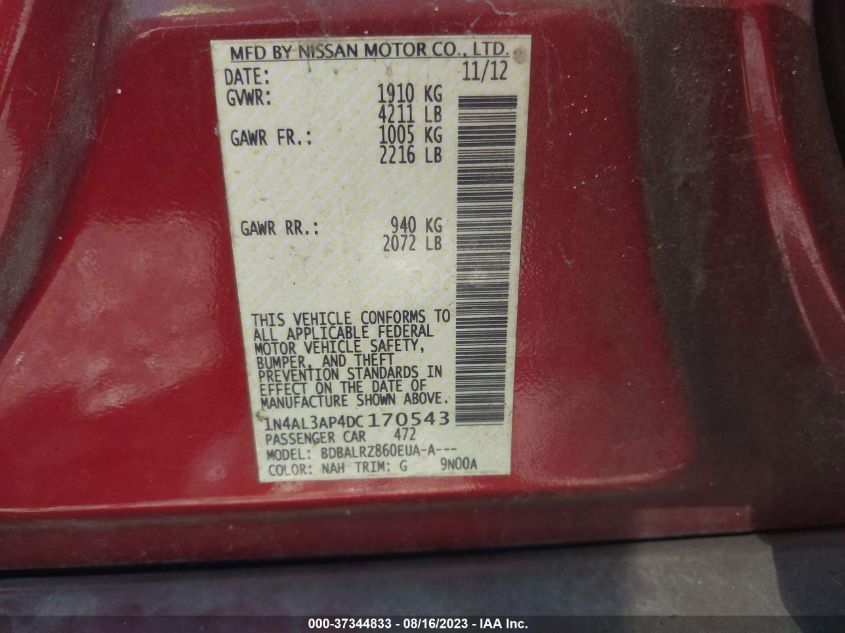 MFD BY NISSAN MOTOR CO., LTD.
DATE: 11/12
GVWR: 1910 KG
4211 LB
GAWR FR.: 1005 KG
2216 LB
GAWR RR.: 940 KG
2072 LB
THIS VEHICLE CONFORMS TO
ALL APPLICABLE FEDERAL
MOTOR VEHICLE SAFETY,
BUMPER, AND THEFT
PREVENTION STANDARDS IN
EFFECT ON THE DATE OF
MANUFACTURE SHOWN ABOVE.
1N4AL3AP4DC170543
PASSENGER CAR 472
MODEL: BDBALRZ860EUA-A---
COLOR: NAH TRIM: G 9N00A
000-37344833 - 08/16/2023 - IAA Inc.